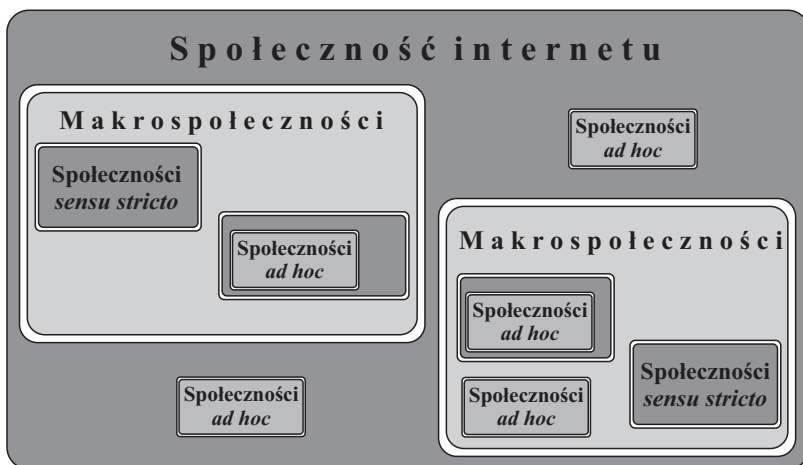 Społeczność internetu
Makrospołeczności
Społeczności
sensu stricto
Społeczności
ad hoc
Społeczności
ad hoc
Społeczności
ad hoc
Makrospołeczności
Społeczności
ad hoc
Społeczności
ad hoc
Społeczności
sensu stricto